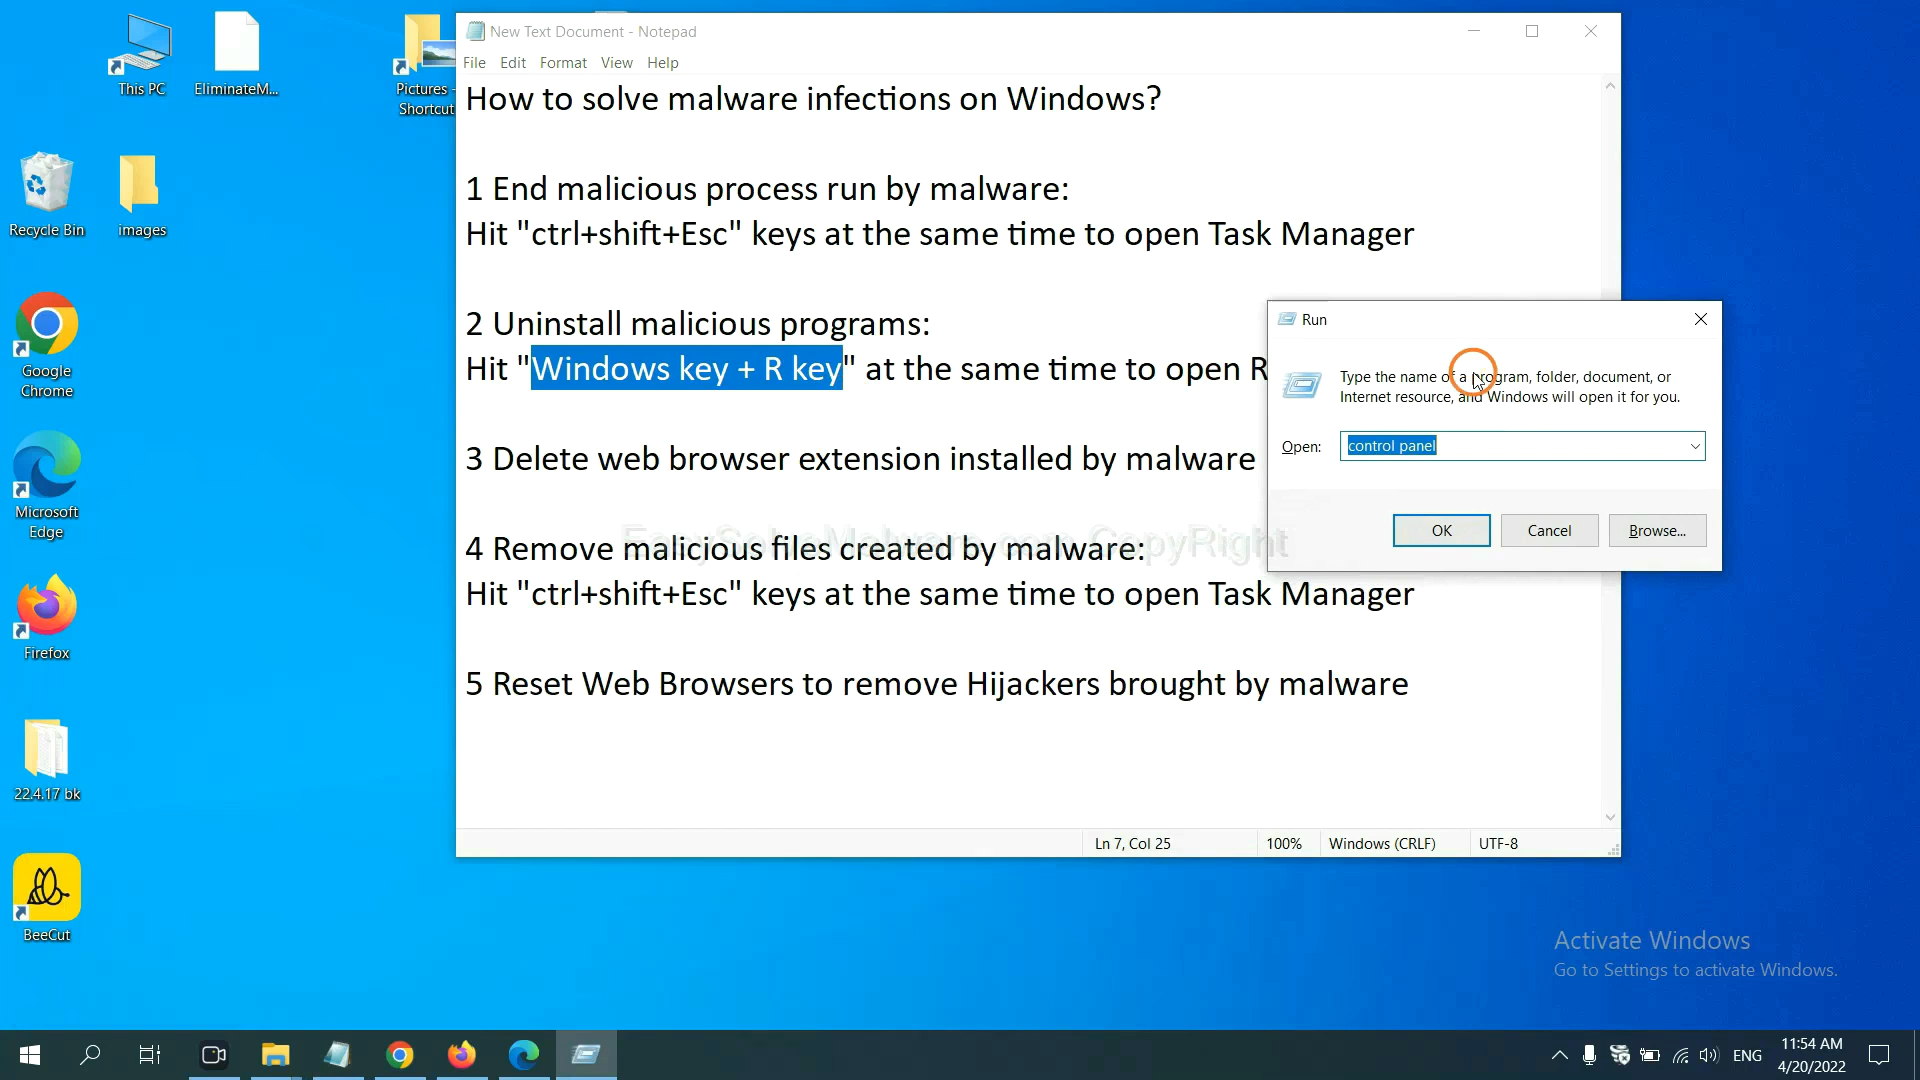 This PC
EliminateM...
Pictures -
Shortcut
Recycle Bin
images
Google
Chrome
Microsoft
Edge
Firefox
22.4.17 bk
BeeCut
New Text Document - Notepad
File Edit Format View Help
How to solve malware infections on Windows?
1 End malicious process run by malware:
Hit "ctrl+shift+Esc" keys at the same time to open Task Manager
2 Uninstall malicious programs:
Hit "Windows key + R key" at the same time to open R
3 Delete web browser extension installed by malware
4 Remove malicious files created by malware:
Hit "ctrl+shift+Esc" keys at the same time to open Task Manager
5 Reset Web Browsers to remove Hijackers brought by malware
EasySolveMalware.com CopyRight
Ln 7, Col 25 100% Windows (CRLF) UTF-8
Run
Type the name of a program, folder, document, or
Internet resource, and Windows will open it for you.
Open: control panel
OK Cancel Browse...
Activate Windows
Go to Settings to activate Windows.
ENG
11:54 AM
4/20/2022